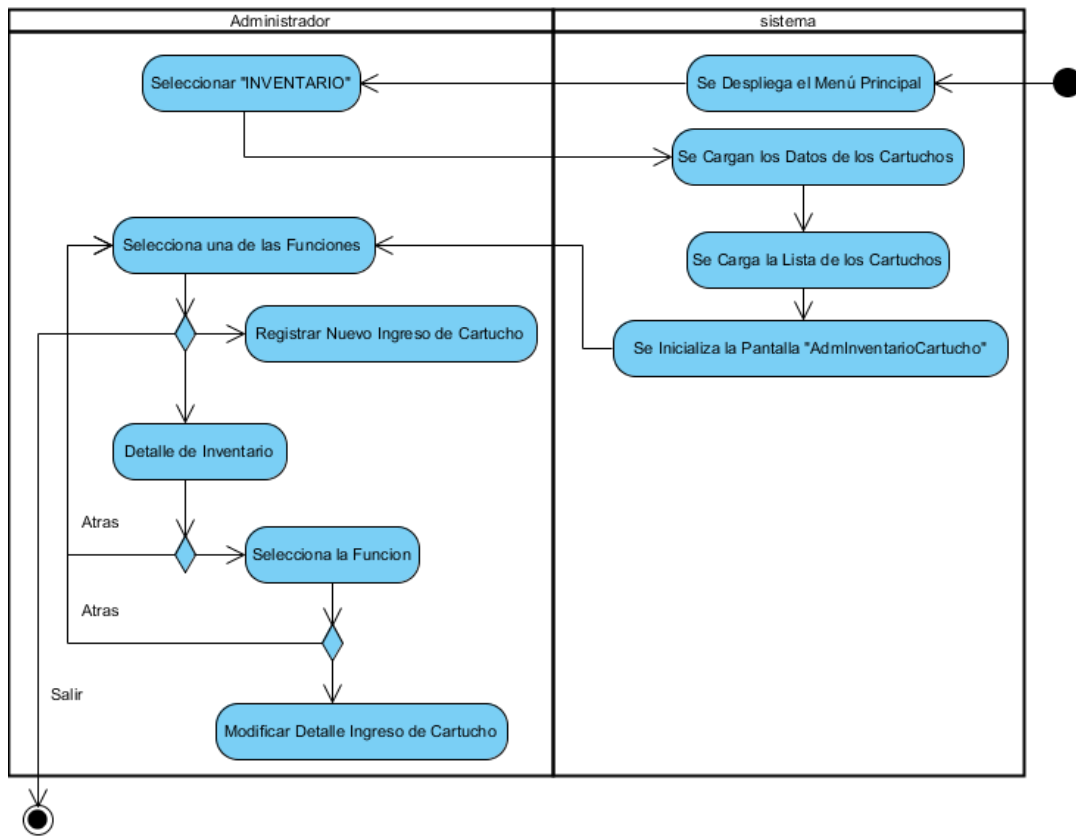 Administrador
sistema
Seleccionar "INVENTARIO"
Se Despliega el Menú Principal
Se Cargan los Datos de los Cartuchos
Selecciona una de las Funciones
Se Carga la Lista de los Cartuchos
Registrar Nuevo Ingreso de Cartucho
Se Inicializa la Pantalla "AdmInventarioCartucho"
Detalle de Inventario
Atras
Selecciona la Funcion
Atras
Salir
Modificar Detalle Ingreso de Cartucho